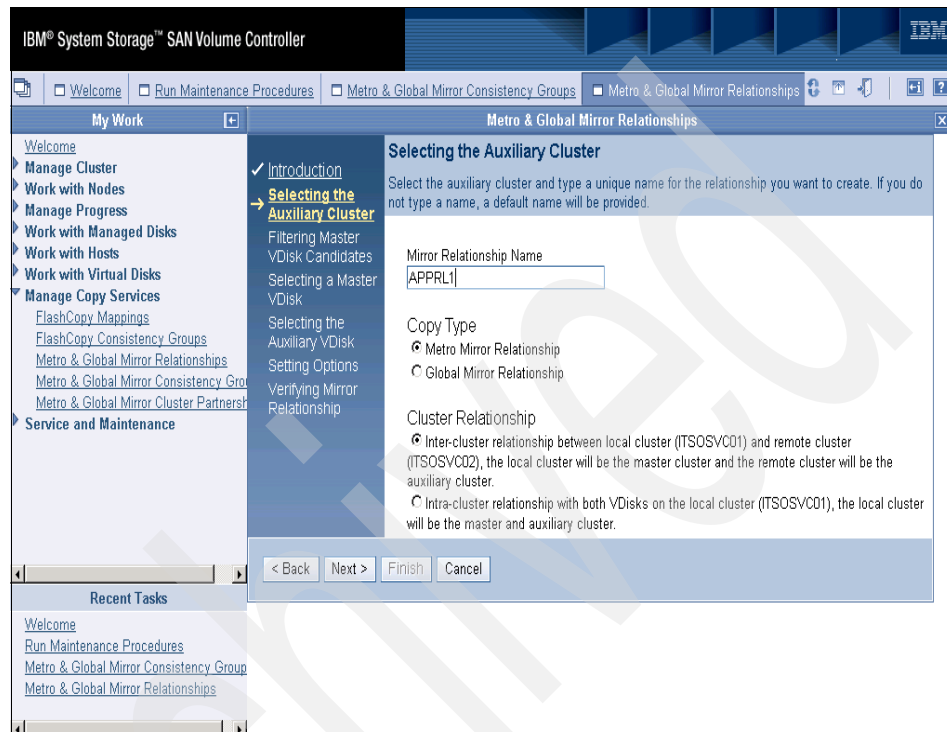 IBM® System Storage™ SAN Volume Controller
IBM
Welcome
Run Maintenance Procedures
Metro & Global Mirror Consistency Groups
Metro & Global Mirror Relationships
My Work
Welcome
Manage Cluster
Work with Nodes
Manage Progress
Work with Managed Disks
Work with Hosts
Work with Virtual Disks
Manage Copy Services
FlashCopy Mappings
FlashCopy Consistency Groups
Metro & Global Mirror Relationships
Metro & Global Mirror Consistency Gro
Metro & Global Mirror Cluster Partnersh
Service and Maintenance
Recent Tasks
Welcome
Run Maintenance Procedures
Metro & Global Mirror Consistency Group
Metro & Global Mirror Relationships
Metro & Global Mirror Relationships
Introduction
Selecting the
Auxiliary Cluster
Filtering Master
VDisk Candidates
Selecting a Master
VDisk
Selecting the
Auxiliary VDisk
Setting Options
Verifying Mirror
Relationship
Selecting the Auxiliary Cluster
Select the auxiliary cluster and type a unique name for the relationship you want to create. If you do
not type a name, a default name will be provided.
Mirror Relationship Name
APPRL1
Copy Type
Metro Mirror Relationship
Global Mirror Relationship
Cluster Relationship
Inter-cluster relationship between local cluster (ITSOSVC01) and remote cluster
(ITSOSVC02), the local cluster will be the master cluster and the remote cluster will be the
auxiliary cluster.
Intra-cluster relationship with both VDisks on the local cluster (ITSOSVC01), the local cluster
will be the master and auxiliary cluster.
< Back
Next >
Finish
Cancel